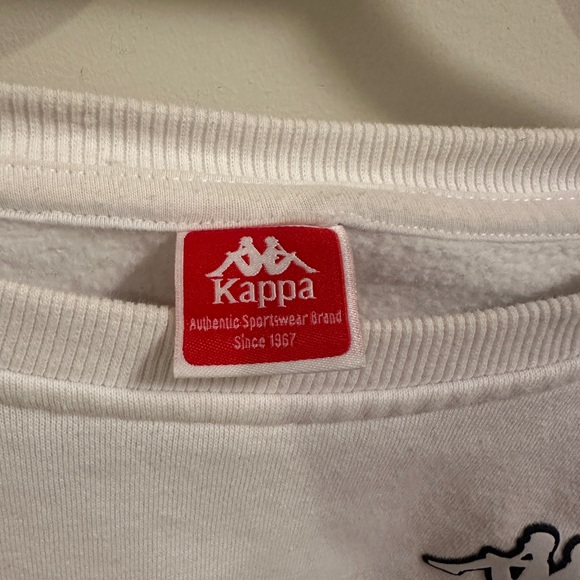 Kappa
Authentic Sportswear Brand
Since 1967